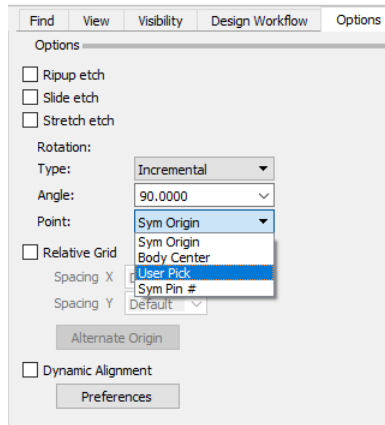 Find View Visibility Design Workflow Options
Options
Ripup etch
Slide etch
Stretch etch
Rotation:
Type: Incremental
Angle: 90.0000
Point: Sym Origin
Sym Origin
Relative Grid Body Center
Spacing X User Pick
Sym Pin #
Spacing Y Default
Alternate Origin
Dynamic Alignment
Preferences